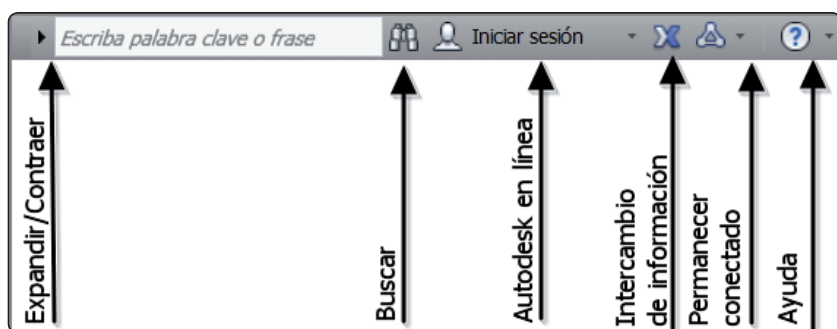 Escriba palabra clave o frase
Iniciar sesión
?
Expandir/Contraer
Buscar
Autodesk en línea
Intercambio
de información
Permanecer
conectado
Ayuda